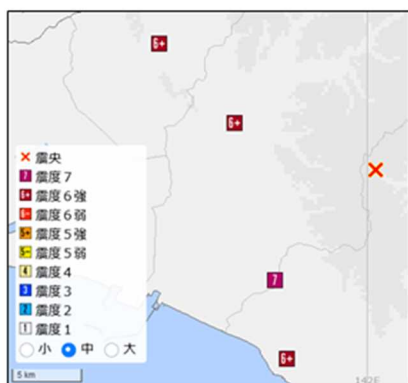 6+
6+
× 震央
7 震度７
6+ 震度６強
6- 震度６弱
5+ 震度５強
5- 震度５弱
4 震度４
3 震度３
2 震度２
1 震度１
小 中 大
7
6+
5 km
142E